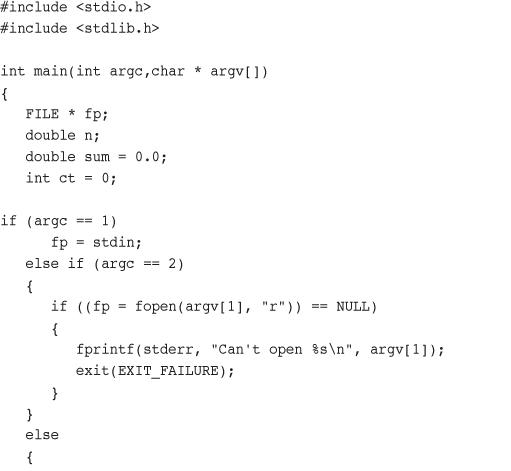 #include <stdio.h>
#include <stdlib.h>
int main(int argc,char * argv[])
{
FILE * fp;
double n;
double sum = 0.0;
int ct = 0;
if (argc == 1)
fp = stdin;
else if (argc == 2)
{
if ((fp = fopen(argv[1], "r")) == NULL)
{
fprintf(stderr, "Can't open %s\n", argv[1]);
exit(EXIT_FAILURE);
}
}
else
{